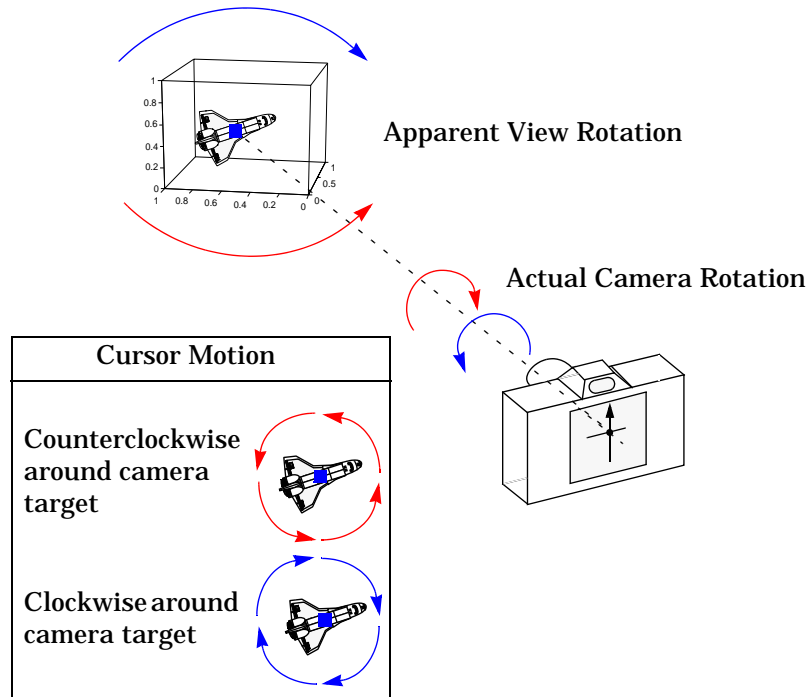 1
0.8
0.6
0.4
0.2
0
1 0.8 0.6 0.4 0.2 0
0
0.5
1
Apparent View Rotation
Actual Camera Rotation
Cursor Motion
Counterclockwise
around camera
target
Clockwise around
camera target